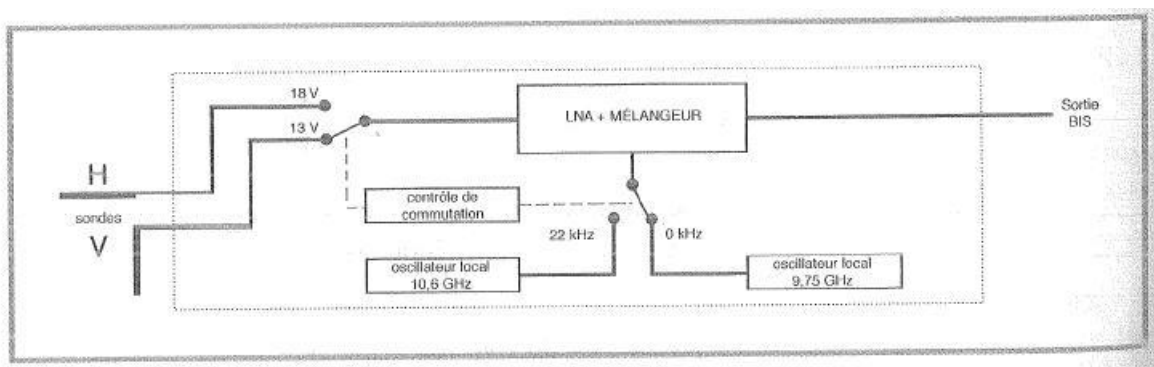 18 V
13 V
H
sondes
V
LNA + MÉLANGEUR
Sortie
BIS
contrôle de
commutation
22 kHz
0 kHz
oscillateur local
10,6 GHz
oscillateur local
9,75 GHz